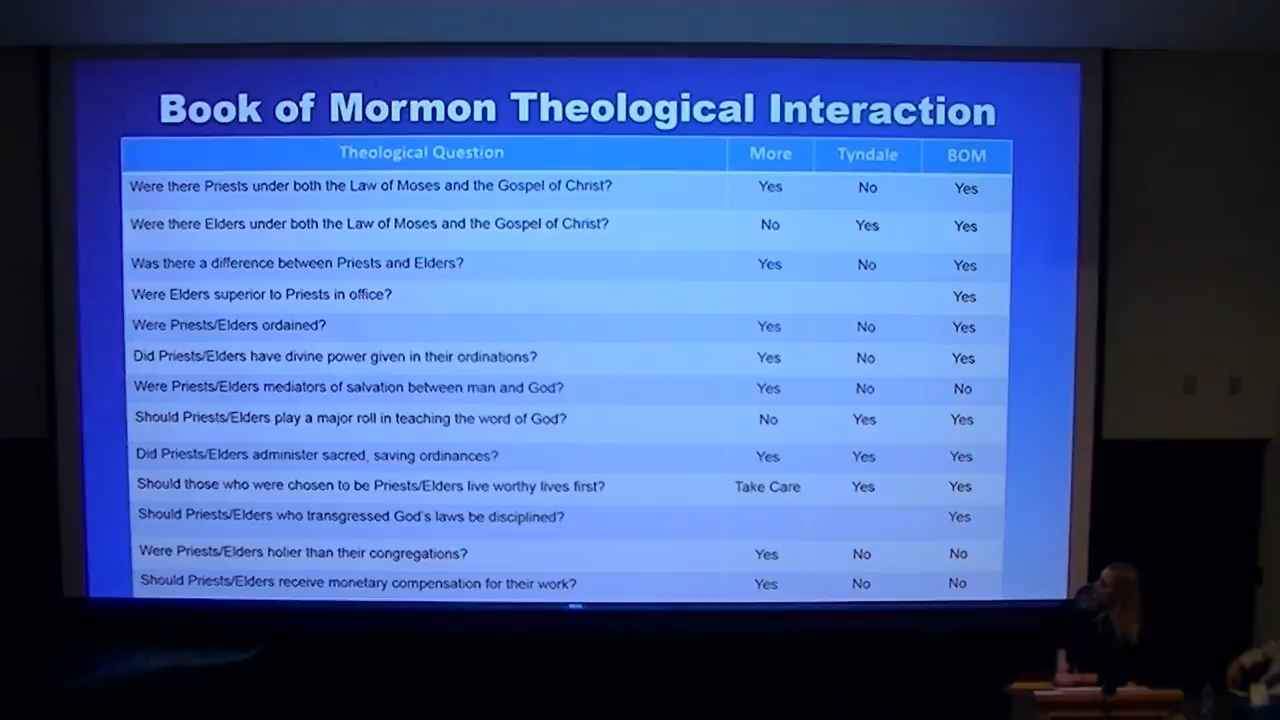 Book of Mormon Theological Interaction
Theological Question More Tyndale BOM
Were there Priests under both the Law of Moses and the Gospel of Christ? Yes No Yes
Were there Elders under both the Law of Moses and the Gospel of Christ? No Yes Yes
Was there a difference between Priests and Elders? Yes No Yes
Were Elders superior to Priests in office? Yes
Were Priests/Elders ordained? Yes No Yes
Did Priests/Elders have divine power given in their ordinations? Yes No Yes
Were Priests/Elders mediators of salvation between man and God? Yes No No
Should Priests/Elders play a major roll in teaching the word of God? No Yes Yes
Did Priests/Elders administer sacred, saving ordinances? Yes Yes Yes
Should those who were chosen to be Priests/Elders live worthy lives first? Take Care Yes Yes
Should Priests/Elders who transgressed God's laws be disciplined? Yes
Were Priests/Elders holier than their congregations? Yes No No
Should Priests/Elders receive monetary compensation for their work? Yes No No